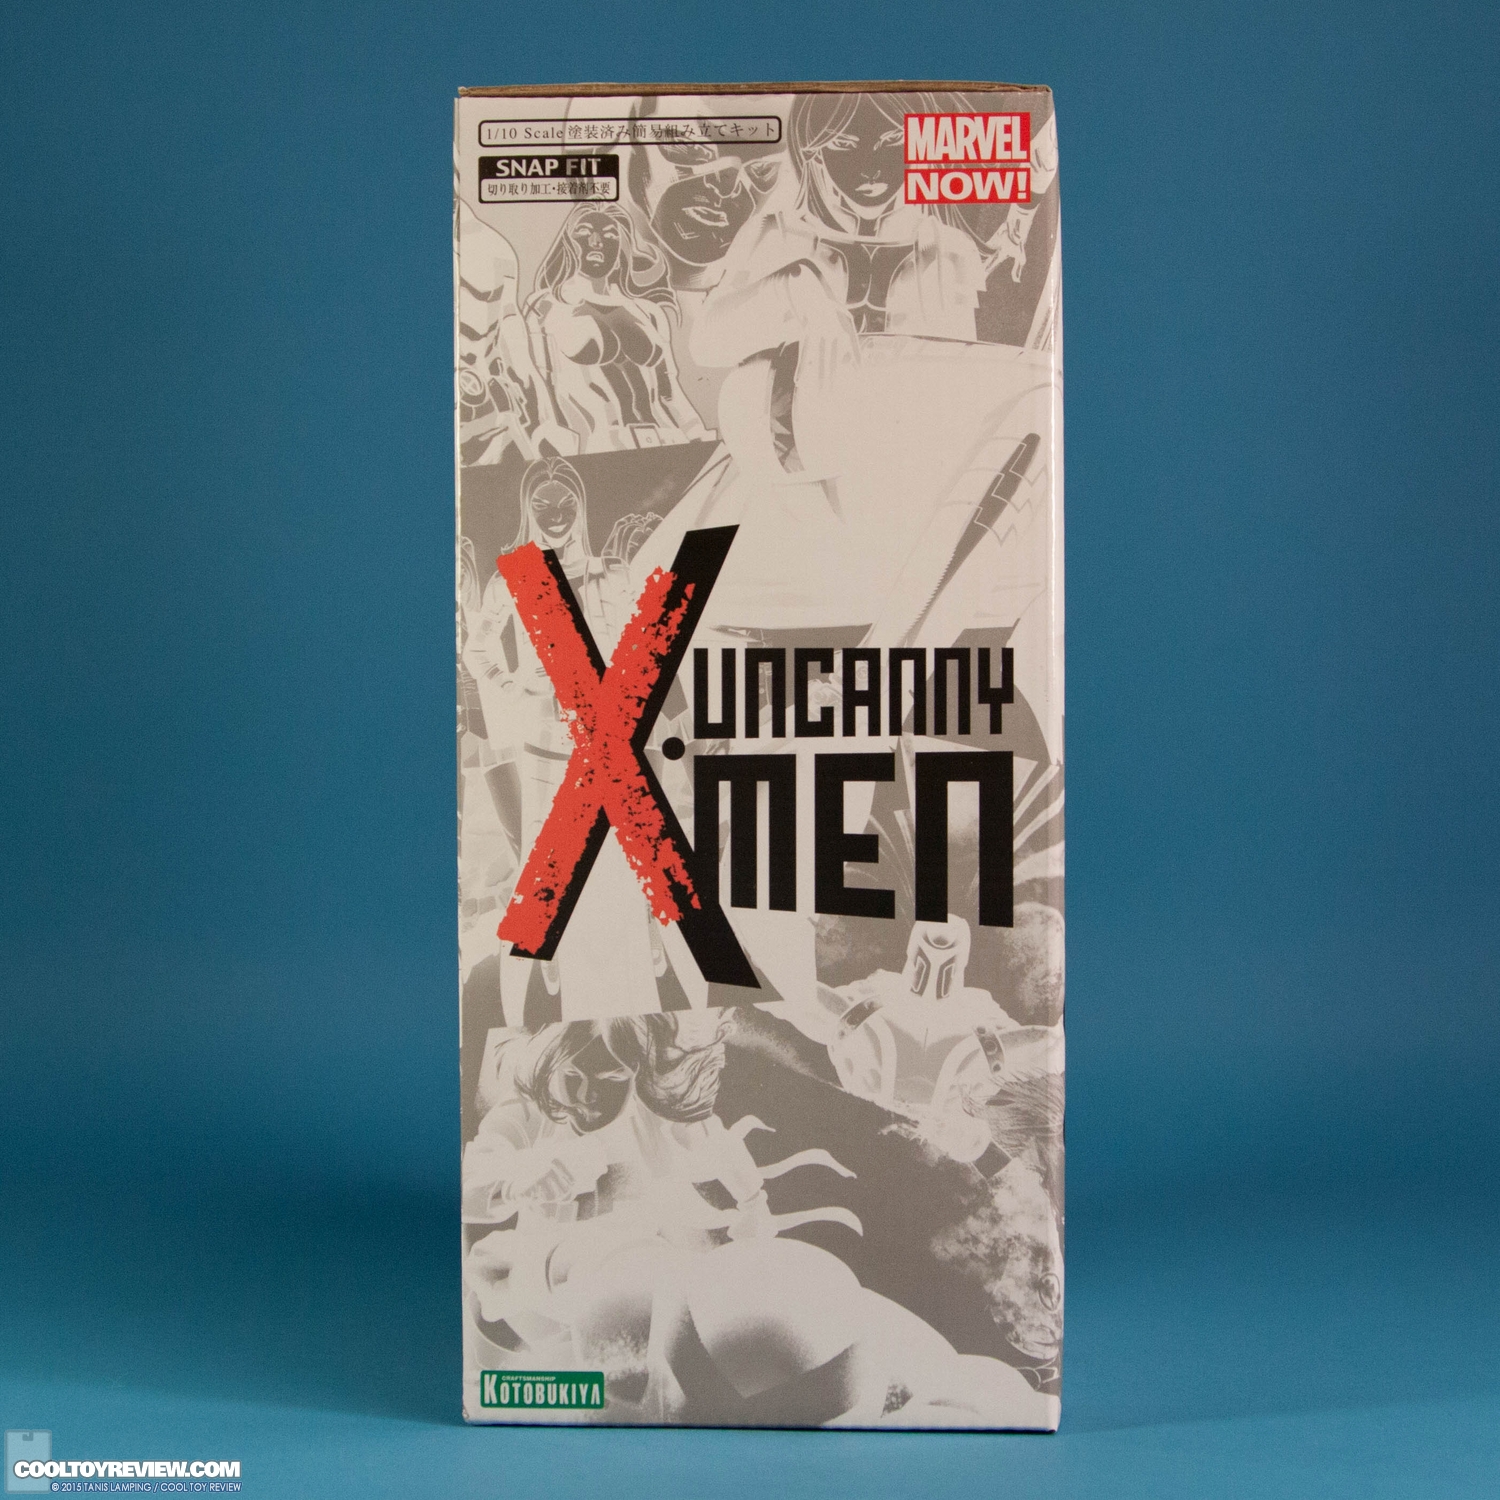 1/10 Scale 塗装済み簡易組み立てキット
SNAP FIT
切り取り加工・接着剤不要
MARVEL
NOW!
X
UNCANNY
X·MEN
CRAFTSMANSHIP
KOTOBUKIYA
COOLTOYREVIEW.COM
© 2015 TANIS LAMPING / COOL TOY REVIEW